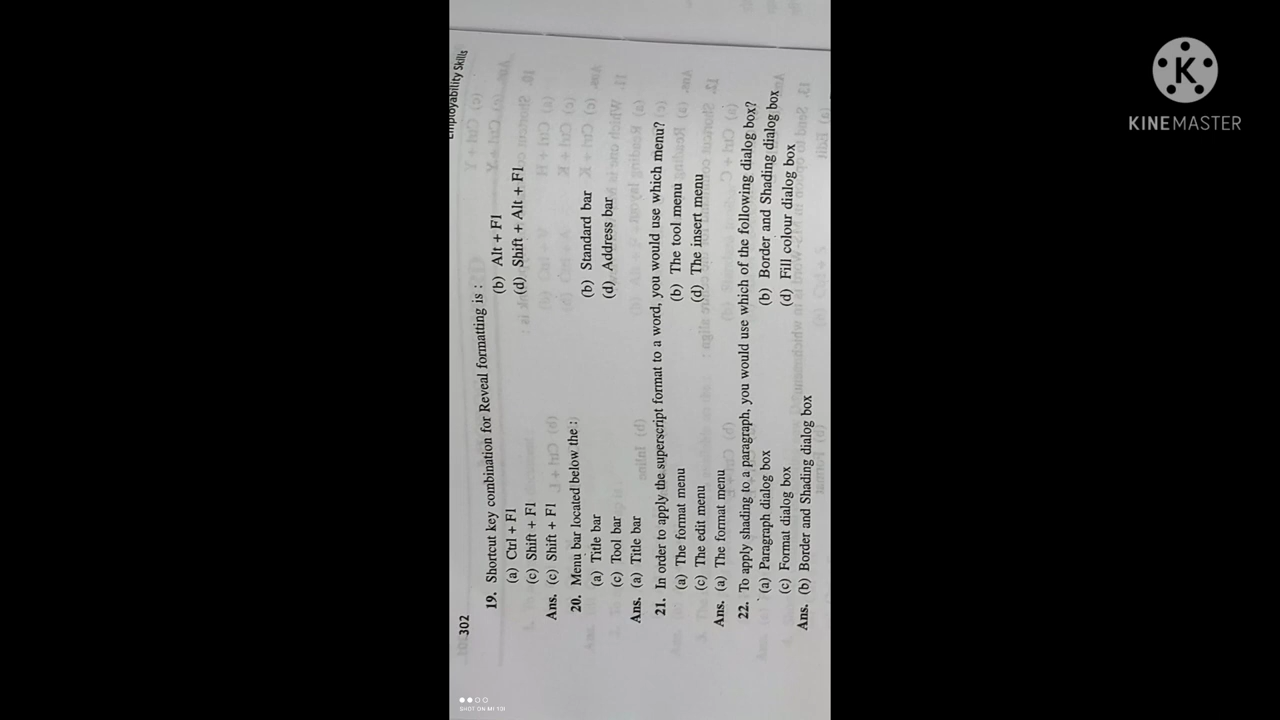 302
Employability Skills
19. Shortcut key combination for Reveal formatting is :
(a) Ctrl + F1 (b) Alt + F1
(c) Shift + F1 (d) Shift + Alt + F1
Ans. (c) Shift + F1
20. Menu bar located below the :
(a) Title bar (b) Standard bar
(c) Tool bar (d) Address bar
Ans. (a) Title bar
21. In order to apply the superscript format to a word, you would use which menu?
(a) The format menu (b) The tool menu
(c) The edit menu (d) The insert menu
Ans. (a) The format menu
22. To apply shading to a paragraph, you would use which of the following dialog box?
(a) Paragraph dialog box (b) Border and Shading dialog box
(c) Format dialog box (d) Fill colour dialog box
Ans. (b) Border and Shading dialog box
SHOT ON MI 10I
KINEMASTER